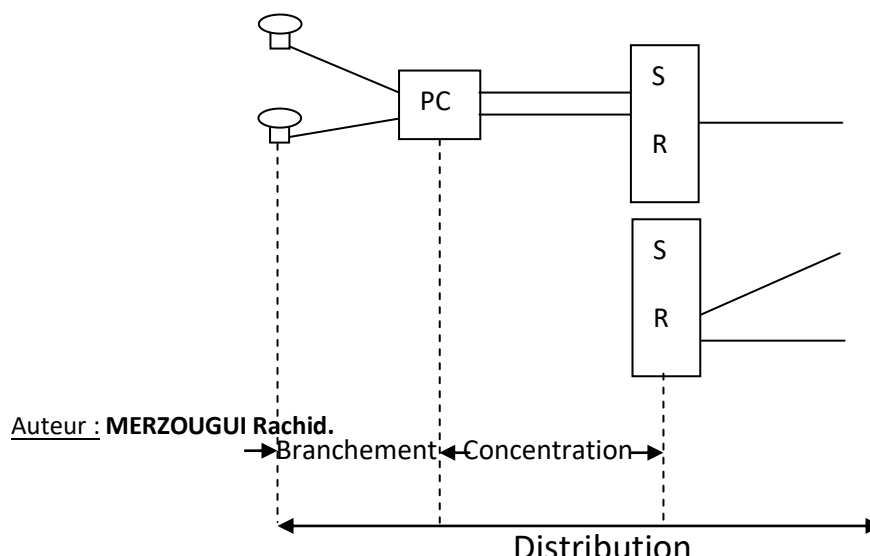 S
PC
R
S
R
Auteur : MERZOUGUI Rachid.
Branchement Concentration
Distribution